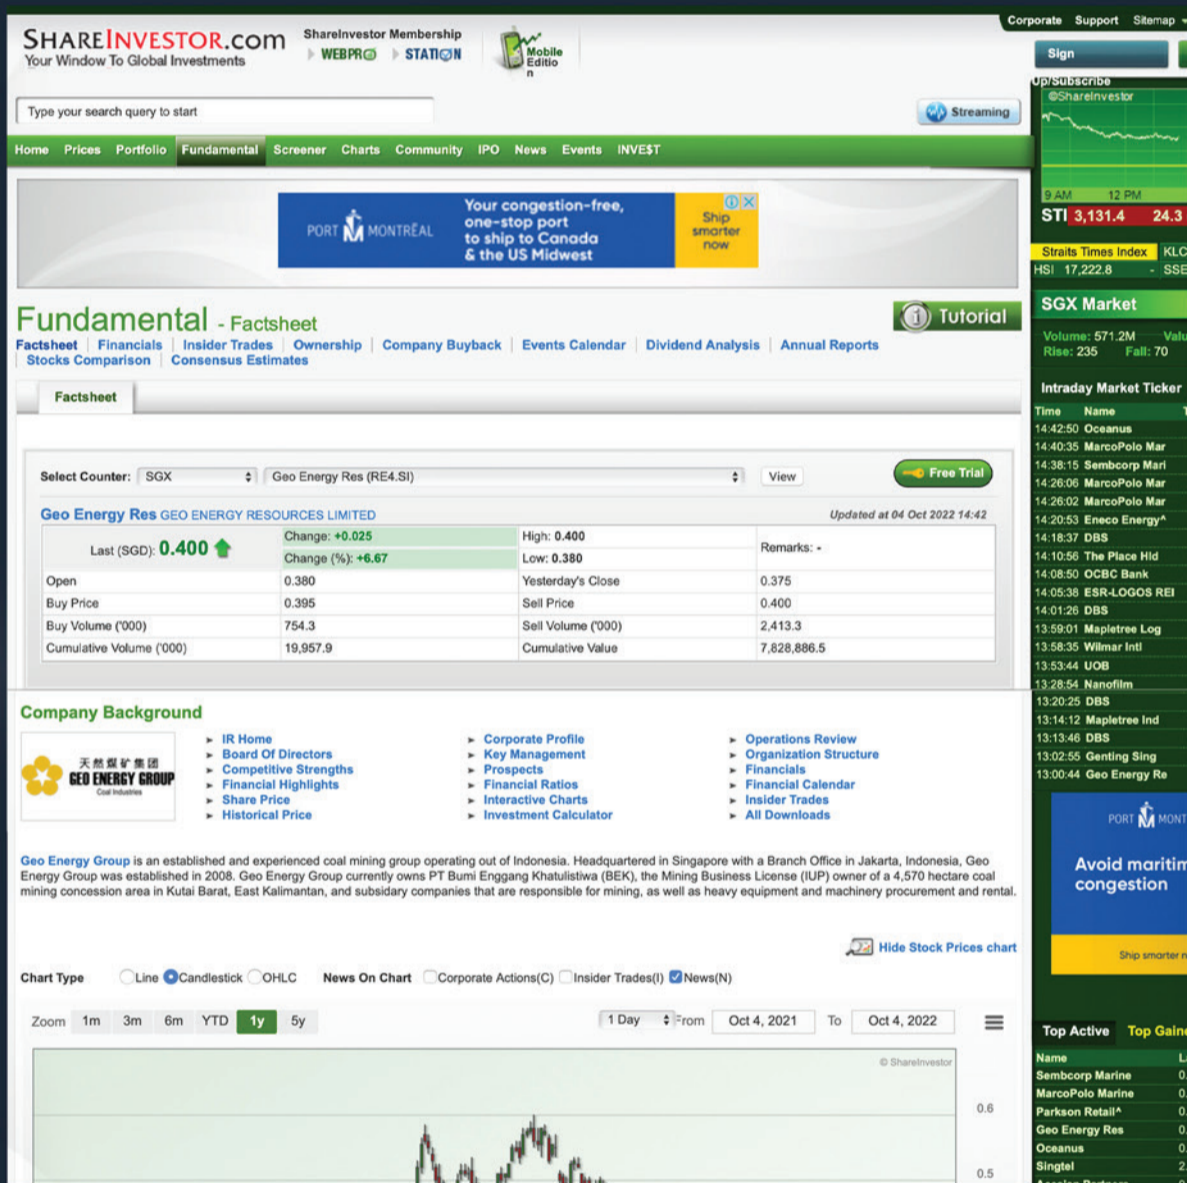 Corporate Support Sitemap
SHAREINVESTOR.com
Your Window To Global Investments
ShareInvestor Membership
WEBPRO STATION
Mobile
Editio
n
Sign
Up/Subscribe
Type your search query to start
Streaming
Home Prices Portfolio Fundamental Screener Charts Community IPO News Events INVE$T
©ShareInvestor
9 AM 12 PM
STI 3,131.4 24.3
Straits Times Index KLC
HSI 17,222.8 - SSE
PORT MONTRÉAL
Your congestion-free,
one-stop port
to ship to Canada
& the US Midwest
Ship
smarter
now
Fundamental - Factsheet
Tutorial
Factsheet Financials Insider Trades Ownership Company Buyback Events Calendar Dividend Analysis Annual Reports
Stocks Comparison Consensus Estimates
Factsheet
Select Counter: SGX Geo Energy Res (RE4.SI) View Free Trial
Geo Energy Res GEO ENERGY RESOURCES LIMITED Updated at 04 Oct 2022 14:42
Last (SGD): 0.400
Change: +0.025 High: 0.400
Remarks: -
Change (%): +6.67 Low: 0.380
Open 0.380 Yesterday's Close 0.375
Buy Price 0.395 Sell Price 0.400
Buy Volume ('000) 754.3 Sell Volume ('000) 2,413.3
Cumulative Volume ('000) 19,957.9 Cumulative Value 7,828,886.5
SGX Market
Volume: 571.2M Valu
Rise: 235 Fall: 70
Intraday Market Ticker
Time Name T
14:42:50 Oceanus
14:40:35 MarcoPolo Mar
14:38:15 Sembcorp Mari
14:26:06 MarcoPolo Mar
14:26:02 MarcoPolo Mar
14:20:53 Eneco Energy^
14:18:37 DBS
14:10:56 The Place Hld
14:08:50 OCBC Bank
14:05:38 ESR-LOGOS REI
14:01:26 DBS
13:59:01 Mapletree Log
13:58:35 Wilmar Intl
13:53:44 UOB
13:28:54 Nanofilm
13:20:25 DBS
13:14:12 Mapletree Ind
13:13:46 DBS
13:02:55 Genting Sing
13:00:44 Geo Energy Re
Company Background
天然煤矿集团
GEO ENERGY GROUP
Coal Industries
IR Home Corporate Profile Operations Review
Board Of Directors Key Management Organization Structure
Competitive Strengths Prospects Financials
Financial Highlights Financial Ratios Financial Calendar
Share Price Interactive Charts Insider Trades
Historical Price Investment Calculator All Downloads
Geo Energy Group is an established and experienced coal mining group operating out of Indonesia. Headquartered in Singapore with a Branch Office in Jakarta, Indonesia, Geo
Energy Group was established in 2008. Geo Energy Group currently owns PT Bumi Enggang Khatulistiwa (BEK), the Mining Business License (IUP) owner of a 4,570 hectare coal
mining concession area in Kutai Barat, East Kalimantan, and subsidary companies that are responsible for mining, as well as heavy equipment and machinery procurement and rental.
PORT MONT
Avoid maritim
congestion
Ship smarter n
Hide Stock Prices chart
Chart Type Line Candlestick OHLC News On Chart Corporate Actions(C) Insider Trades(I) News(N)
Zoom 1m 3m 6m YTD 1y 5y 1 Day From Oct 4, 2021 To Oct 4, 2022
© ShareInvestor
0.6
0.5
Top Active Top Gaine
Name L
Sembcorp Marine 0.
MarcoPolo Marine 0.
Parkson Retail^ 0.
Geo Energy Res 0.
Oceanus 0.
Singtel 2.